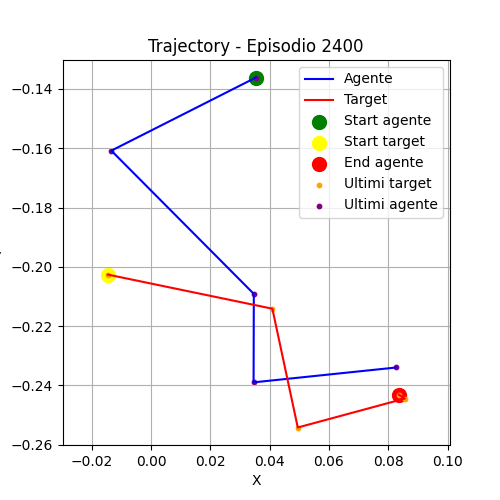 Trajectory - Episodio 2400
Agente
Target
Start agente
Start target
End agente
Ultimi target
Ultimi agente
−0.14
−0.16
−0.18
−0.20
−0.22
−0.24
−0.26
−0.02 0.00 0.02 0.04 0.06 0.08 0.10
X